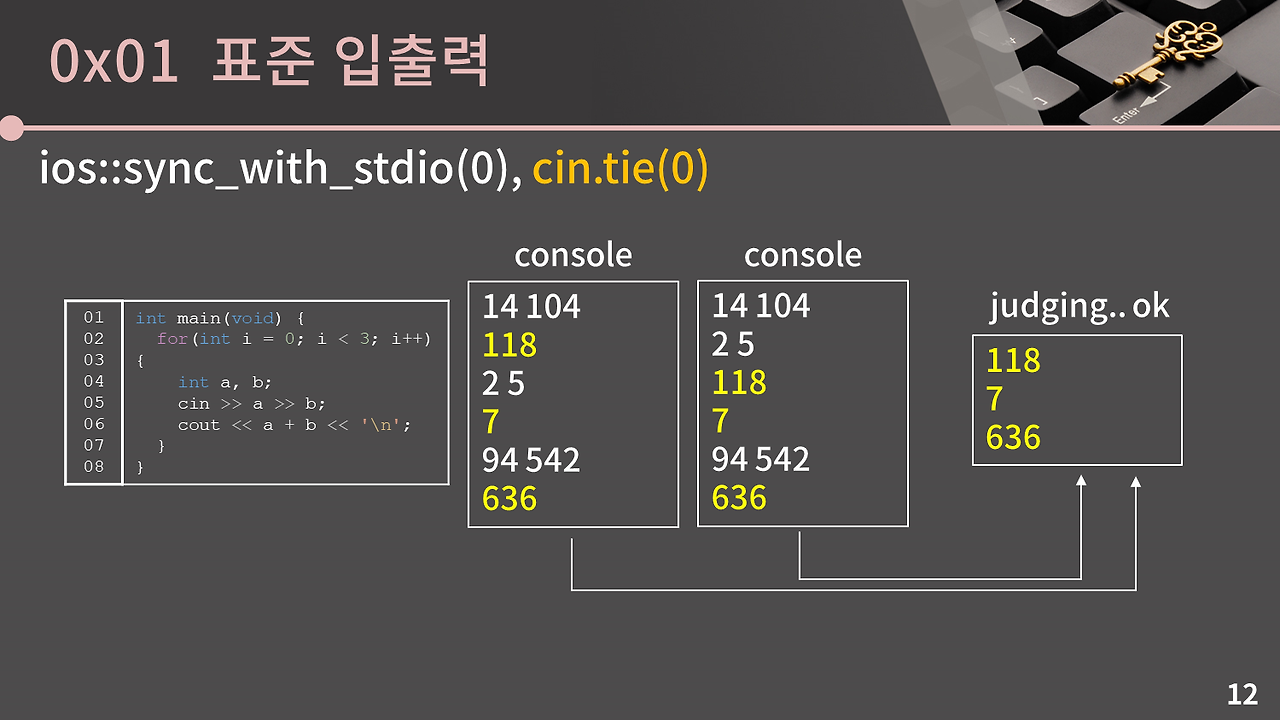 0x01 표준 입출력
ios::sync_with_stdio(0), cin.tie(0)
01 int main(void) {
02 for(int i = 0; i < 3; i++)
03 {
04 int a, b;
05 cin >> a >> b;
06 cout << a + b << '\n';
07 }
08 }
console
14 104
118
2 5
7
94 542
636
console
14 104
2 5
118
7
94 542
636
judging.. ok
118
7
636
Enter
12